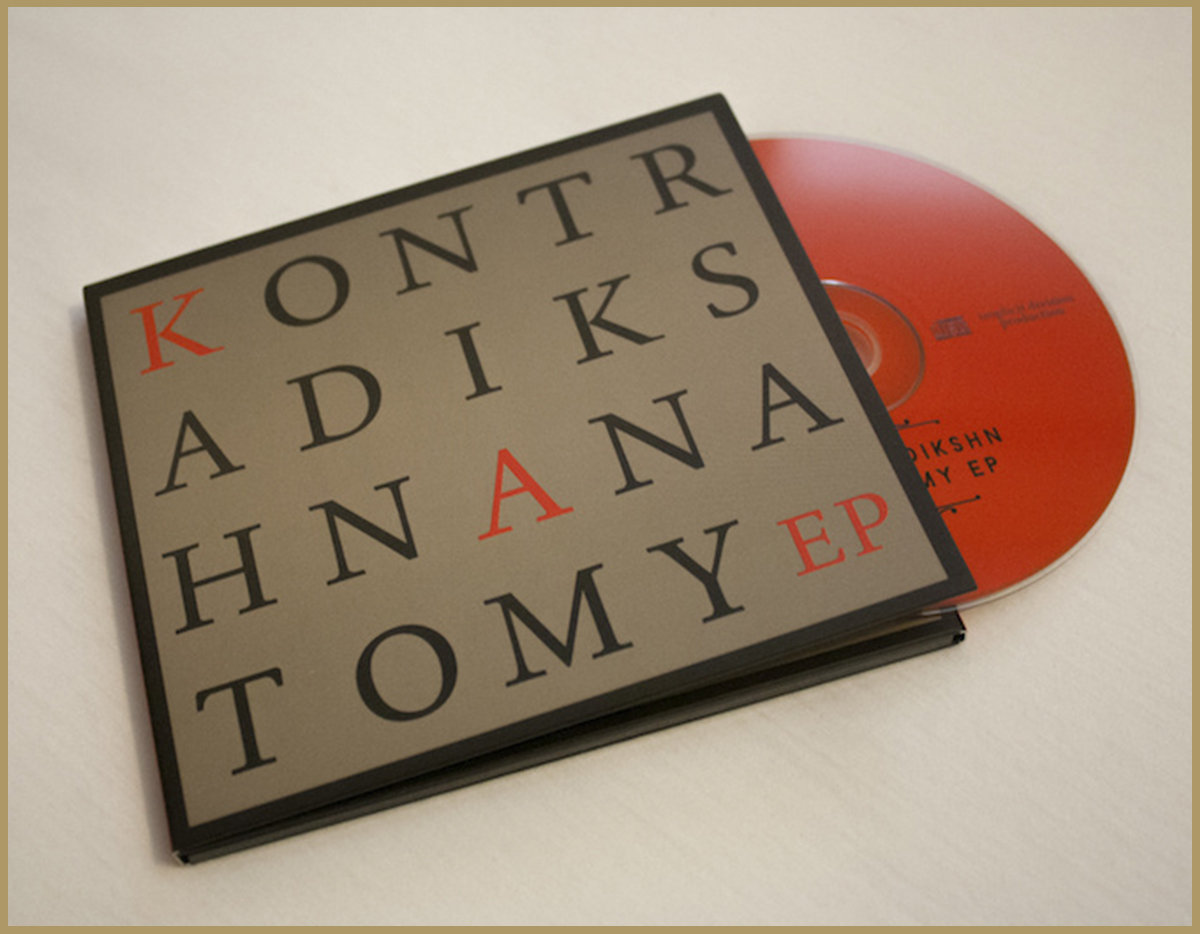 KONTR
ADIKS
HNANA
TOMY EP
DIKSHN
MY EP